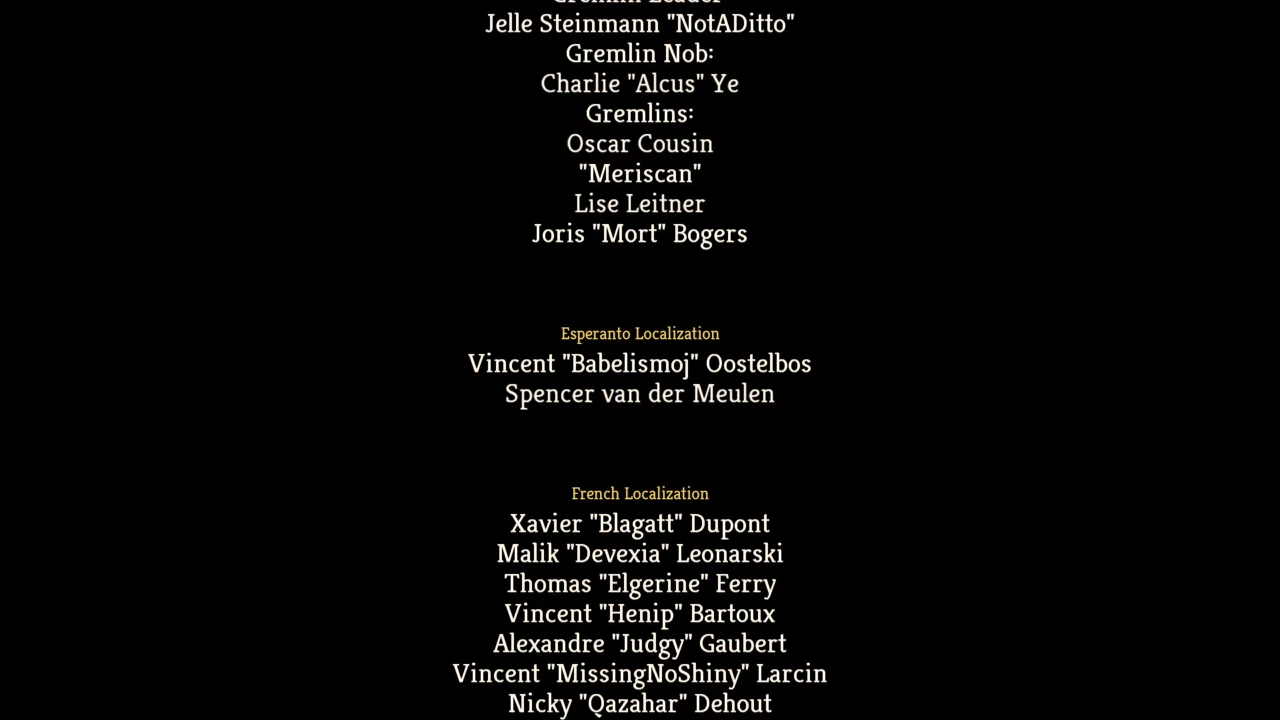 Gremlin Leader
Jelle Steinmann "NotADitto"
Gremlin Nob:
Charlie "Alcus" Ye
Gremlins:
Oscar Cousin
"Meriscan"
Lise Leitner
Joris "Mort" Bogers
Esperanto Localization
Vincent "Babelismoj" Oostelbos
Spencer van der Meulen
French Localization
Xavier "Blagatt" Dupont
Malik "Devexia" Leonarski
Thomas "Elgerine" Ferry
Vincent "Henip" Bartoux
Alexandre "Judgy" Gaubert
Vincent "MissingNoShiny" Larcin
Nicky "Qazahar" Dehout